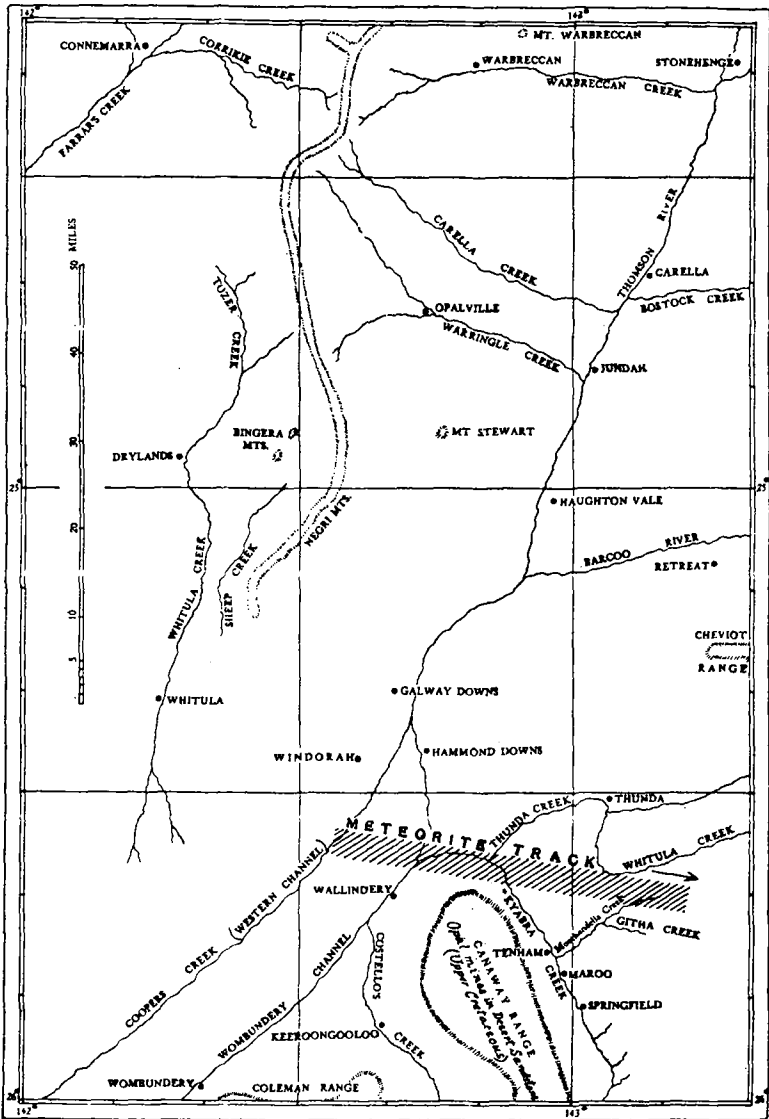 142°
143°
CONNEMARRA
CORRIKIE CREEK
FARRAR'S CREEK
MT. WARBRECCAN
WARBRECCAN
WARBRECCAN CREEK
STONEHENGE
MILES
50
40
30
20
10
5
TOZER CREEK
CARELLA CREEK
THOMSON RIVER
CARELLA
BOSTOCK CREEK
OPALVILLE
WARRINGLE CREEK
JUNDAH
BINGERA MTS.
MT STEWART
DRYLANDS
25°
25°
HAUGHTON VALE
NEGRI MTS.
WHITULA CREEK
SHEEP CREEK
BARCOO RIVER
RETREAT
CHEVIOT
RANGE
WHITULA
GALWAY DOWNS
WINDORAH
HAMMOND DOWNS
THUNDA CREEK
THUNDA
METEORITE TRACK
WHITULA CREEK
COOPERS CREEK (WESTERN CHANNEL)
WALLINDERY
KYABRA CREEK
GITHA CREEK
TENHAM
MAROO
SPRINGFIELD
CANAWAY RANGE
Opal mines in Desert Sandstone
(Upper Cretaceous)
WOMBUNDERY CHANNEL
COSTELLO'S CREEK
KEEROONGOOLOO
WOMBUNDERY
COLEMAN RANGE
26°
26°
142°
143°